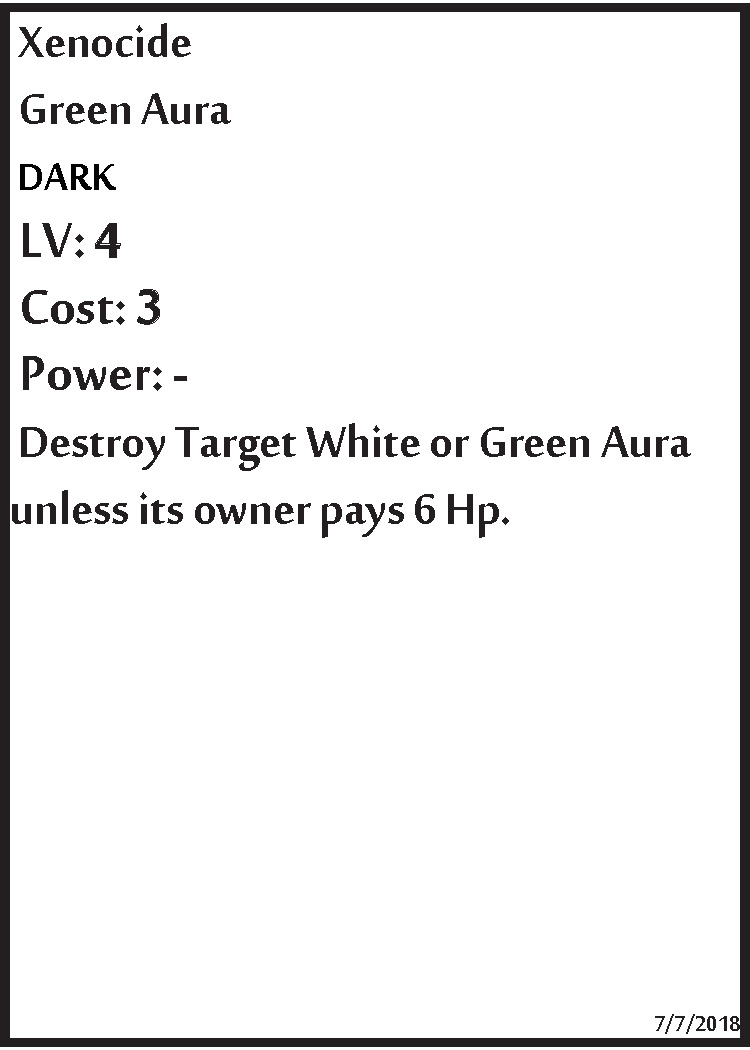 Xenocide
Green Aura
DARK
LV: 4
Cost: 3
Power: -
Destroy Target White or Green Aura
unless its owner pays 6 Hp.
7/7/2018